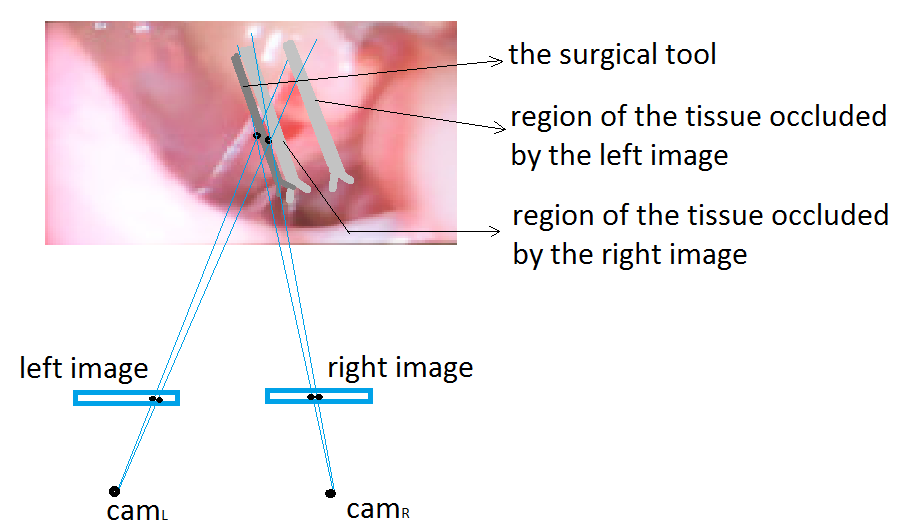 the surgical tool
region of the tissue occluded
by the left image
region of the tissue occluded
by the right image
left image
right image
camL
camR